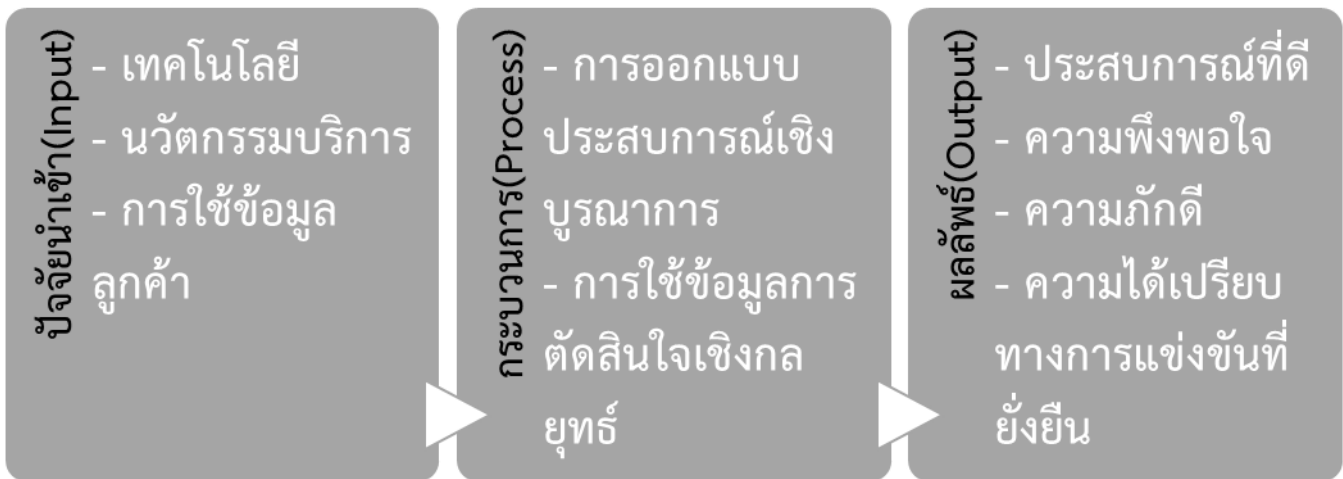 ปัจจัยนำเข้า(Input)
- เทคโนโลยี
- นวัตกรรมบริการ
- การใช้ข้อมูล
ลูกค้า
กระบวนการ(Process)
- การออกแบบ
ประสบการณ์เชิง
บูรณาการ
- การใช้ข้อมูลการ
ตัดสินใจเชิงกล
ยุทธ์
ผลลัพธ์(Output)
- ประสบการณ์ที่ดี
- ความพึงพอใจ
- ความภักดี
- ความได้เปรียบ
ทางการแข่งขันที่
ยั่งยืน